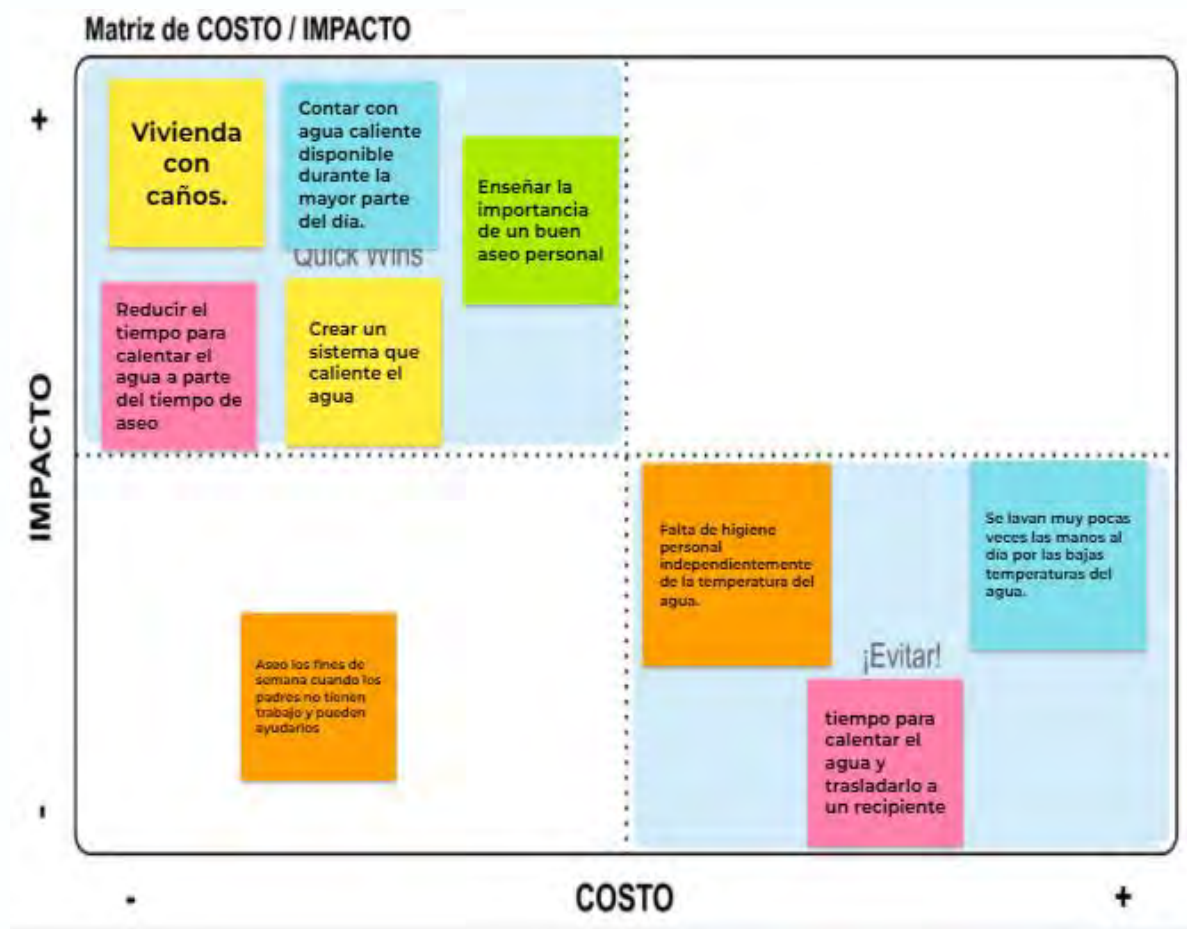 Matriz de COSTO / IMPACTO
+
Vivienda
con
caños.
Contar con
agua caliente
disponible
durante la
mayor parte
del día.
Enseñar la
importancia
de un buen
aseo personal
Quick Wins
Reducir el
tiempo para
calentar el
agua a parte
del tiempo de
aseo
Crear un
sistema que
caliente el
agua
IMPACTO
Falta de higiene
personal
independientemente
de la temperatura del
agua.
Se lavan muy pocas
veces las manos al
día por las bajas
temperaturas del
agua.
¡Evitar!
Aseo los fines de
semana cuando los
padres no tienen
trabajo y pueden
ayudarlos
tiempo para
calentar el
agua y
trasladarlo a
un recipiente
-
-
COSTO
+